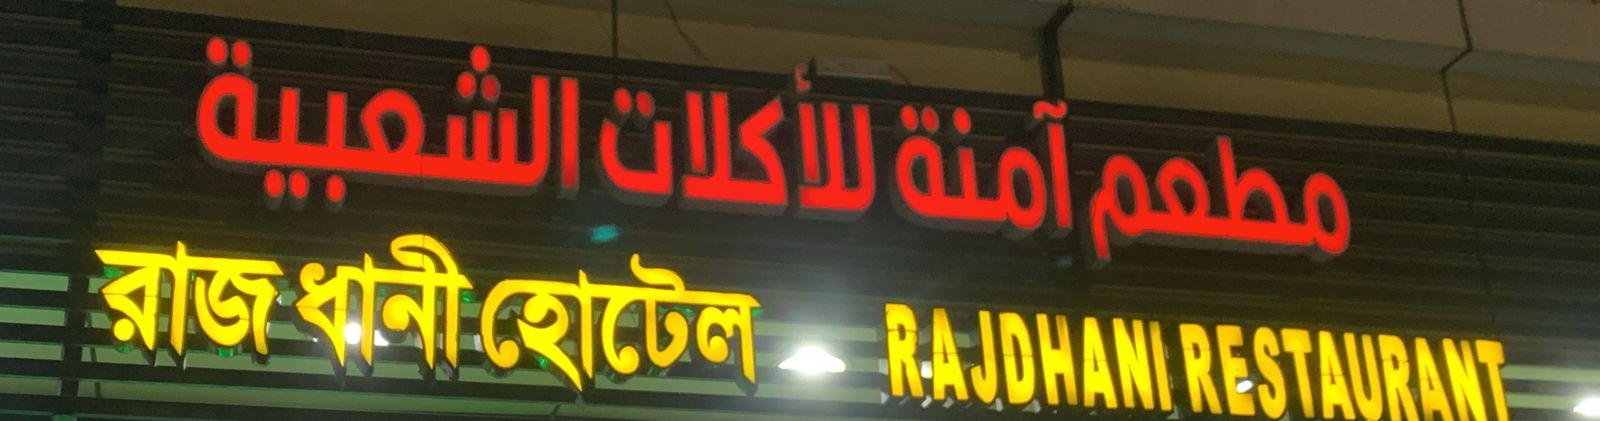 مطعم آمنة للأكلات الشعبية
রাজ ধানী হোটেল
RAJDHANI RESTAURANT